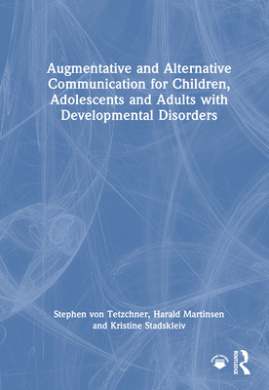 Augmentative and Alternative
Communication for Children,
Adolescents and Adults with
Developmental Disorders
Stephen von Tetzchner, Harald Martinsen
and Kristine Stadskleiv
ROUTLEDGE